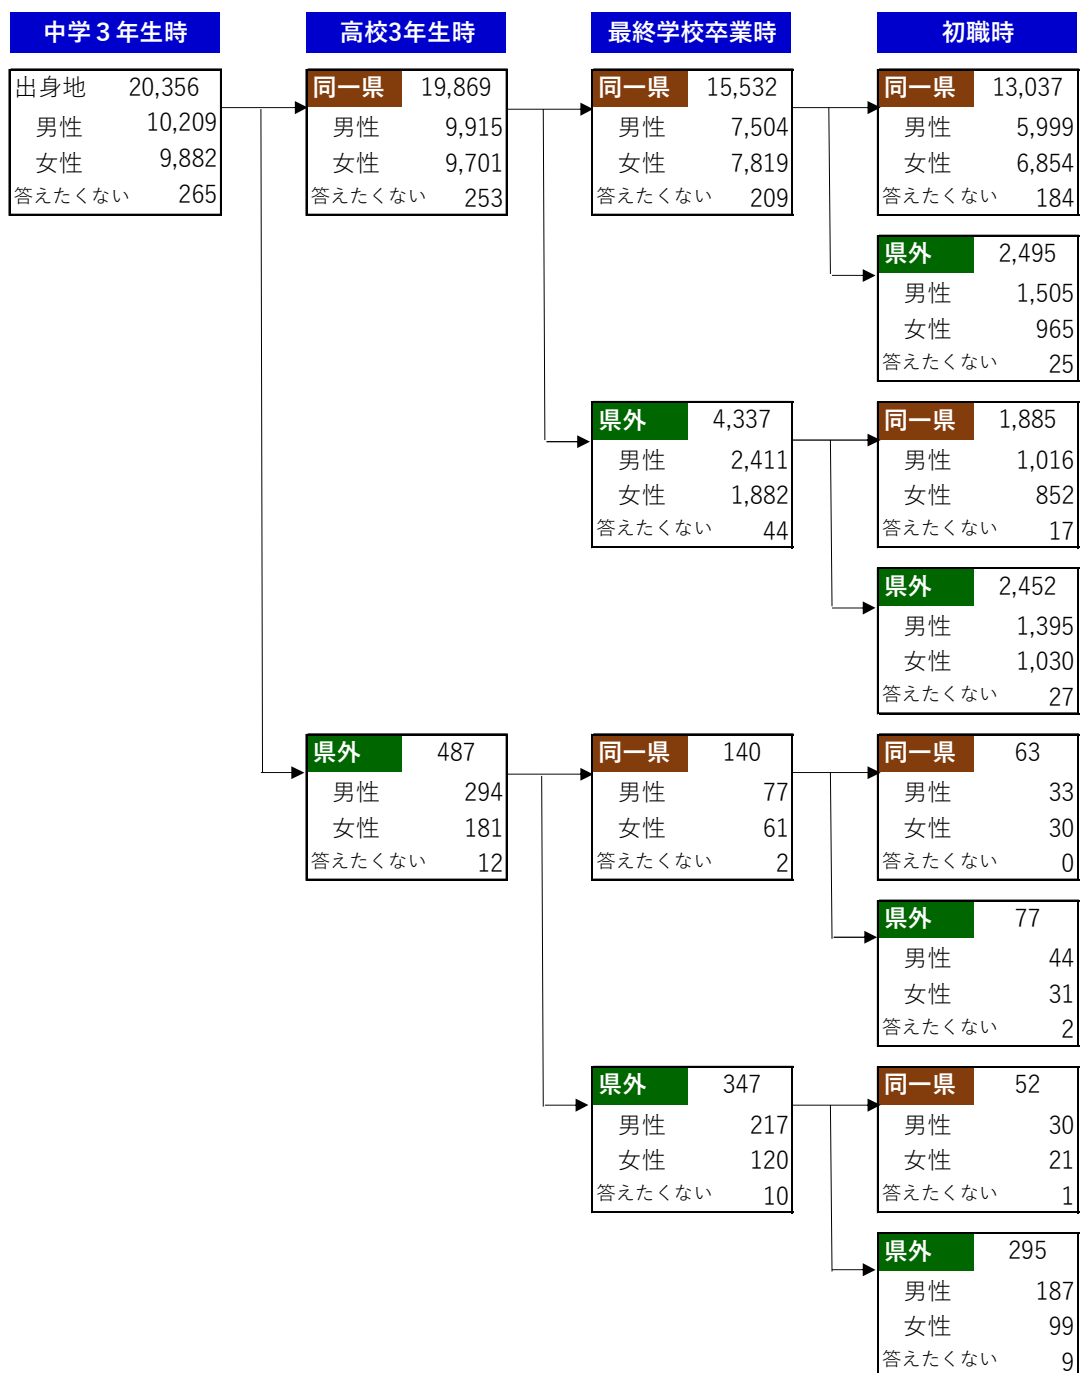 中学３年生時 高校3年生時 最終学校卒業時 初職時
出身地 20,356
男性 10,209
女性 9,882
答えたくない 265
同一県 19,869
男性 9,915
女性 9,701
答えたくない 253
同一県 15,532
男性 7,504
女性 7,819
答えたくない 209
同一県 13,037
男性 5,999
女性 6,854
答えたくない 184
県外 2,495
男性 1,505
女性 965
答えたくない 25
県外 4,337
男性 2,411
女性 1,882
答えたくない 44
同一県 1,885
男性 1,016
女性 852
答えたくない 17
県外 2,452
男性 1,395
女性 1,030
答えたくない 27
県外 487
男性 294
女性 181
答えたくない 12
同一県 140
男性 77
女性 61
答えたくない 2
同一県 63
男性 33
女性 30
答えたくない 0
県外 77
男性 44
女性 31
答えたくない 2
県外 347
男性 217
女性 120
答えたくない 10
同一県 52
男性 30
女性 21
答えたくない 1
県外 295
男性 187
女性 99
答えたくない 9